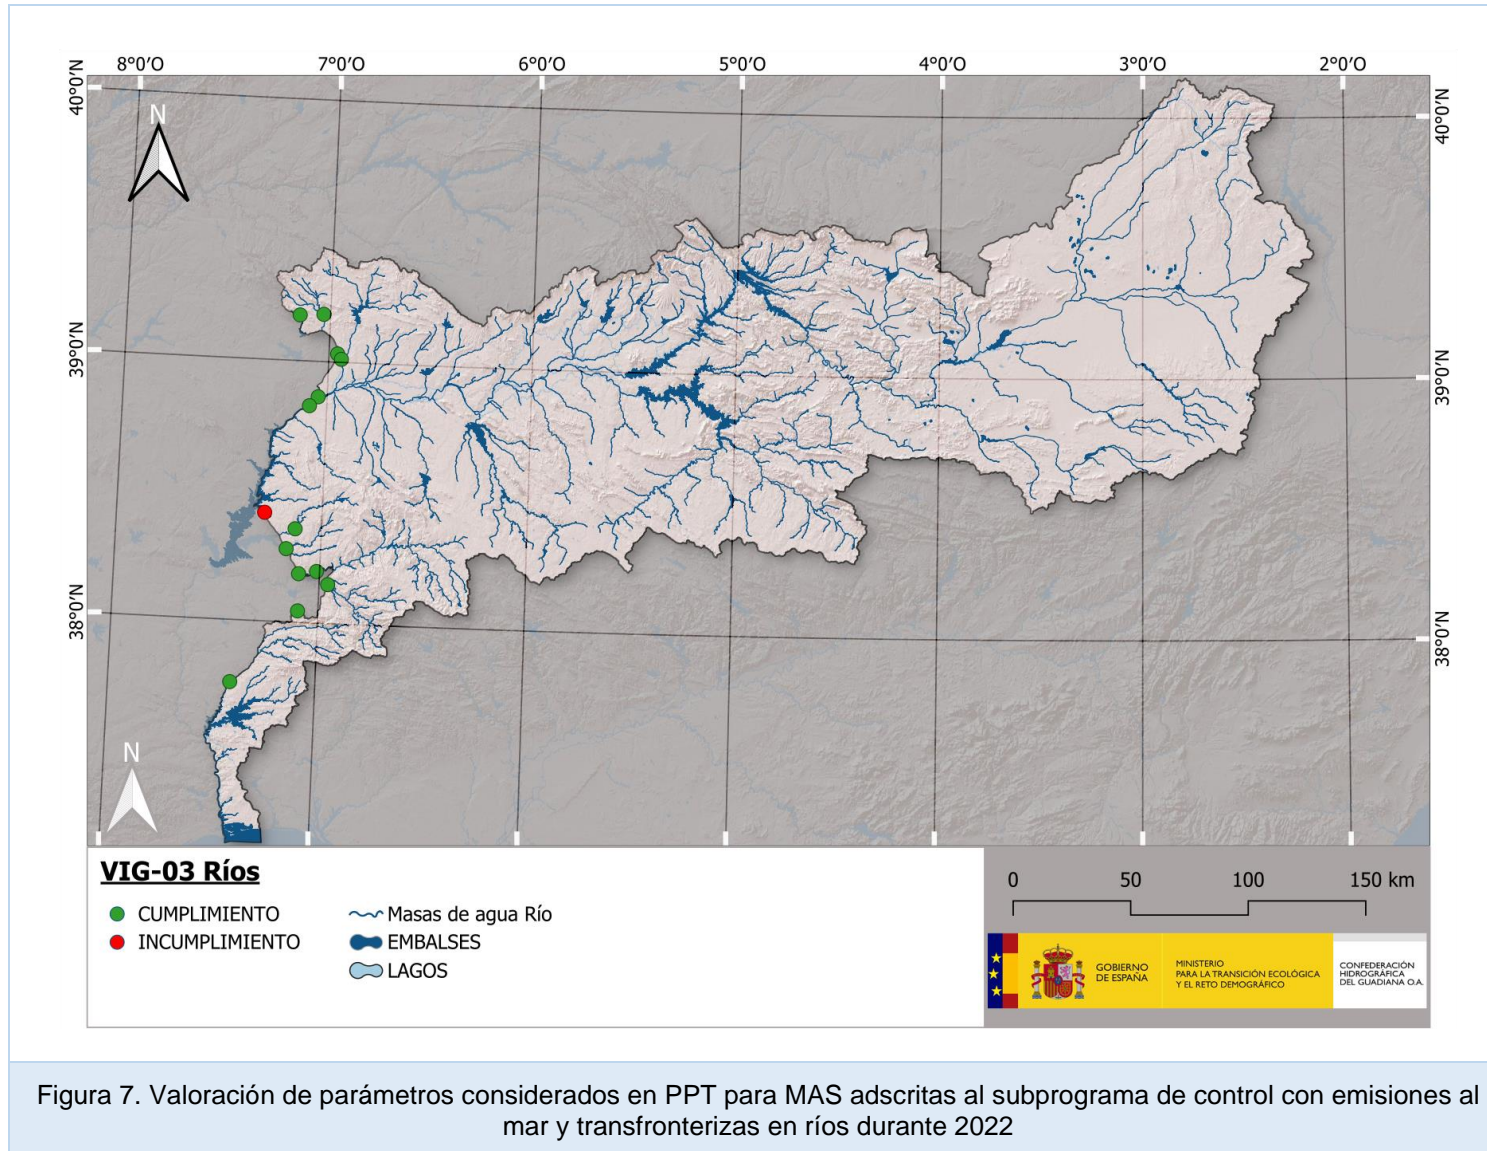 8°0'O 7°0'O 6°0'O 5°0'O 4°0'O 3°0'O 2°0'O
40°0'N
40°0'N
N
39°0'N
39°0'N
38°0'N
38°0'N
N
VIG-03 Ríos
CUMPLIMIENTO
INCUMPLIMIENTO
Masas de agua Río
EMBALSES
LAGOS
0 50 100 150 km
GOBIERNO
DE ESPAÑA
MINISTERIO
PARA LA TRANSICIÓN ECOLÓGICA
Y EL RETO DEMOGRÁFICO
CONFEDERACIÓN
HIDROGRÁFICA
DEL GUADIANA O.A.
Figura 7. Valoración de parámetros considerados en PPT para MAS adscritas al subprograma de control con emisiones al
mar y transfronterizas en ríos durante 2022